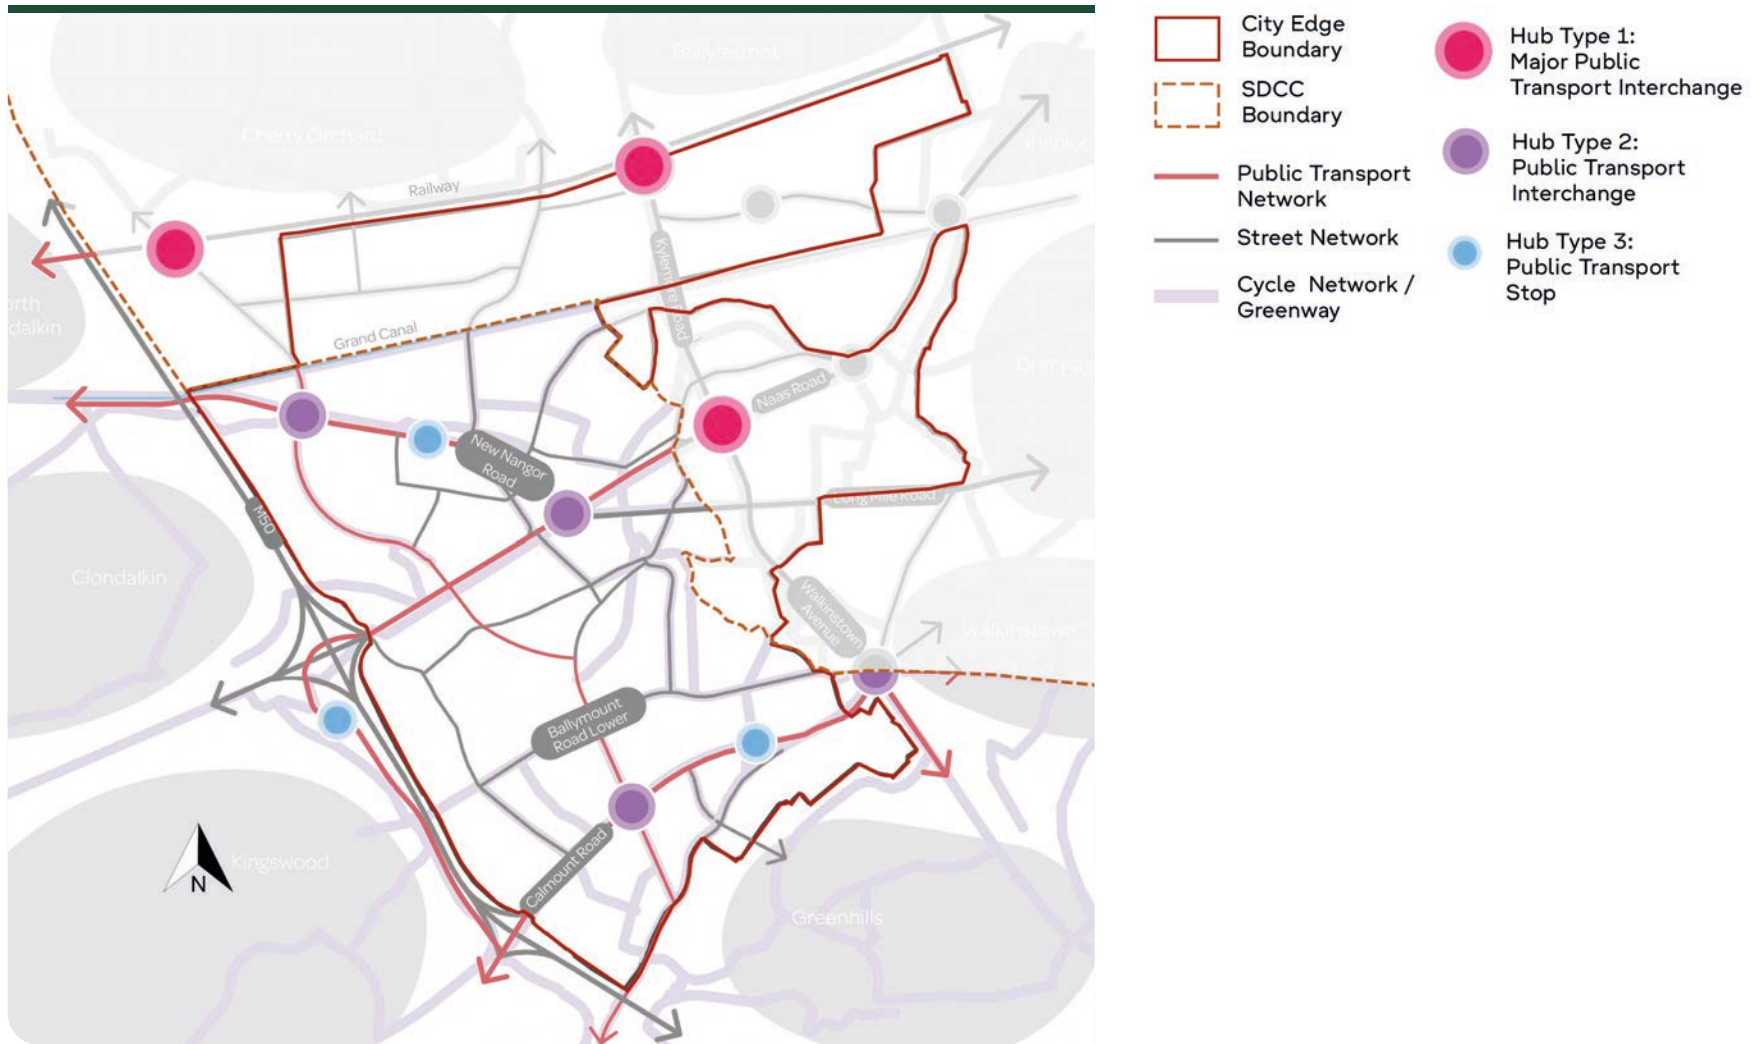 Ballyfermot
Cherry Orchard
Railway
Kylemore Road
Grand Canal
Naas Road
New Nangor
Road
M50
Long Mile Road
Clondalkin
Walkinstown
Avenue
Walkinstown
Ballymount
Road Lower
Calmount Road
Kingswood
N
Greenhills
orth
dalkin
City Edge
Boundary
SDCC
Boundary
Public Transport
Network
Street Network
Cycle Network /
Greenway
Hub Type 1:
Major Public
Transport Interchange
Hub Type 2:
Public Transport
Interchange
Hub Type 3:
Public Transport
Stop